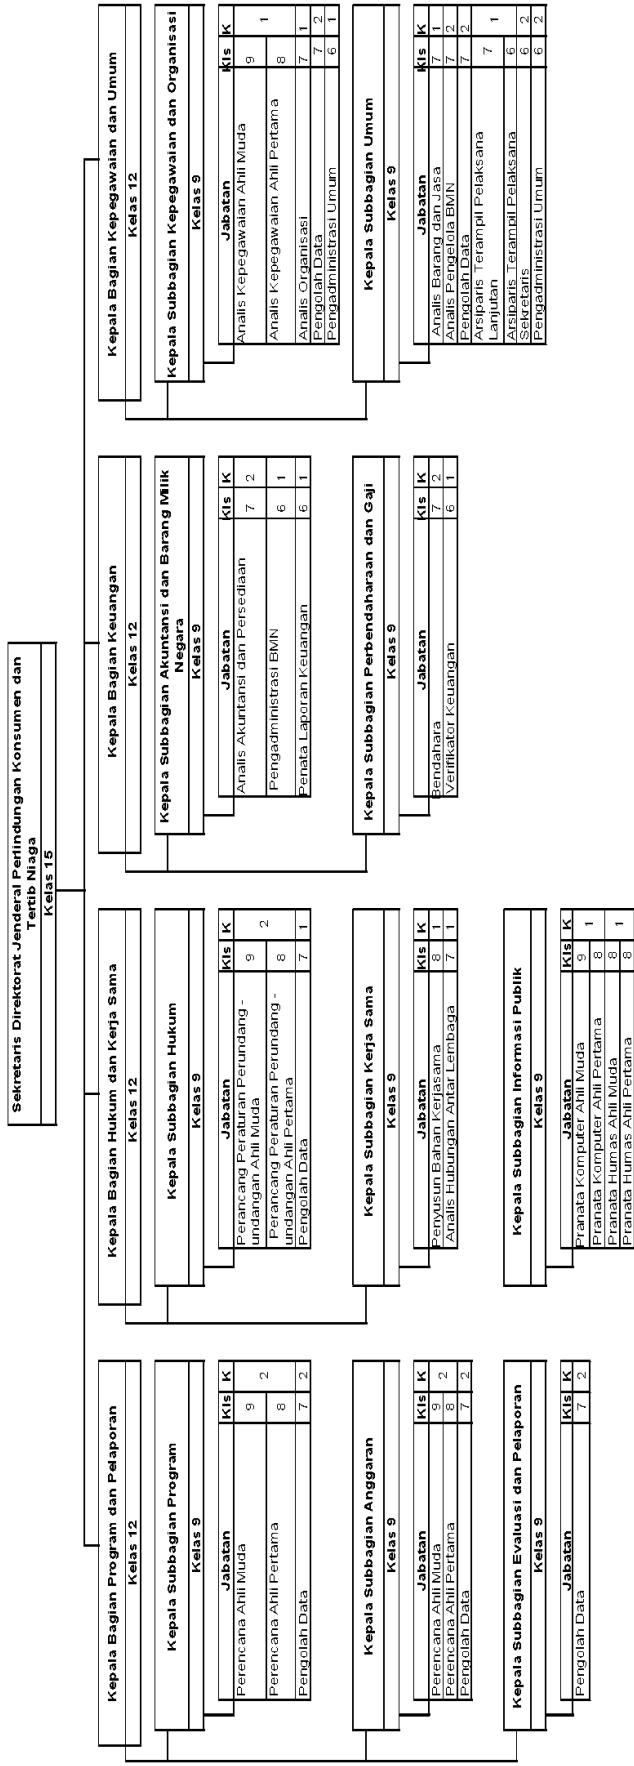 Sekretaris Direktorat Jenderal Perlindungan Konsumen dan
Tertib Niaga
Kelas 15
Kepala Bagian Program dan Pelaporan
Kelas 12
Kepala Subbagian Program
Kelas 9
Jabatan Kls K
Perencana Ahli Muda 9 2
Perencana Ahli Pertama 8
Pengolah Data 7 2
Kepala Subbagian Anggaran
Kelas 9
Jabatan Kls K
Perencana Ahli Muda 9 2
Perencana Ahli Pertama 8
Pengolah Data 7 2
Kepala Subbagian Evaluasi dan Pelaporan
Kelas 9
Jabatan Kls K
Pengolah Data 7 2
Kepala Bagian Hukum dan Kerja Sama
Kelas 12
Kepala Subbagian Hukum
Kelas 9
Jabatan Kls K
Perancang Peraturan Perundang -
undangan Ahli Muda 9 2
Perancang Peraturan Perundang -
undangan Ahli Pertama 8
Pengolah Data 7 1
Kepala Subbagian Kerja Sama
Kelas 9
Jabatan Kls K
Penyusun Bahan Kerjasama 8 1
Analis Hubungan Antar Lembaga 7 1
Kepala Subbagian Informasi Publik
Kelas 9
Jabatan Kls K
Pranata Komputer Ahli Muda 9 1
Pranata Komputer Ahli Pertama 8
Pranata Humas Ahli Muda 8 1
Pranata Humas Ahli Pertama 8
Kepala Bagian Keuangan
Kelas 12
Kepala Subbagian Akuntansi dan Barang Milik
Negara
Kelas 9
Jabatan Kls K
Analis Akuntansi dan Persediaan 7 2
Pengadministrasi BMN 6 1
Penata Laporan Keuangan 6 1
Kepala Subbagian Perbendaharaan dan Gaji
Kelas 9
Jabatan Kls K
Bendahara 7 2
Verifikator Keuangan 6 1
Kepala Bagian Kepegawaian dan Umum
Kelas 12
Kepala Subbagian Kepegawaian dan Organisasi
Kelas 9
Jabatan Kls K
Analis Kepegawaian Ahli Muda 9 1
Analis Kepegawaian Ahli Pertama 8
Analis Organisasi 7 1
Pengolah Data 7 2
Pengadministrasi Umum 6 1
Kepala Subbagian Umum
Kelas 9
Jabatan Kls K
Analis Barang dan Jasa 7 1
Analis Pengelola BMN 7 2
Pengolah Data 7 2
Arsiparis Terampil Pelaksana
Lanjutan 7 1
Arsiparis Terampil Pelaksana 6
Sekretaris 6 2
Pengadministrasi Umum 6 2